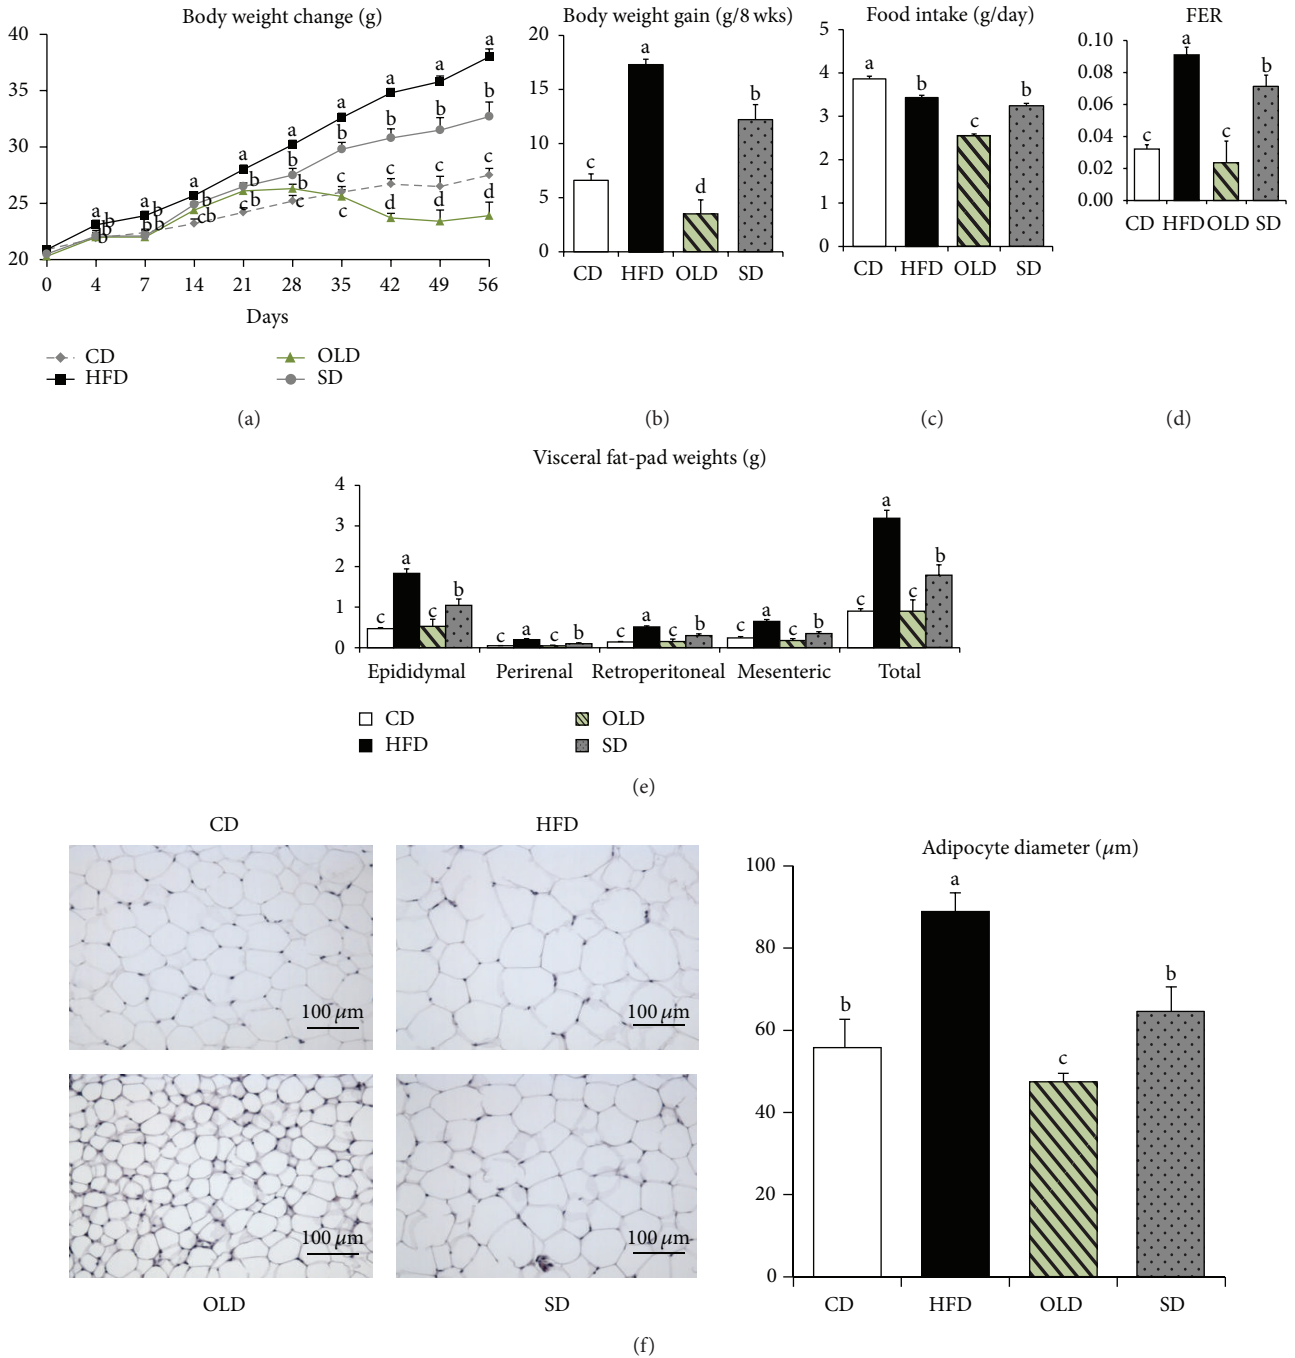 Body weight change (g)
40
35
30
25
20
a
a
a
a
a
a
a
a
a
b
b
b
b
b
b
b
b
b
b
b
b
cb
cb
b
b
b
c
c
b
c
c
c
c
c
d
d
d
0 4 7 14 21 28 35 42 49 56
Days
CD OLD
HFD SD
(a)
Body weight gain (g/8 wks)
20
15
10
5
0
c a d b
CD HFD OLD SD
(b)
Food intake (g/day)
5
4
3
2
1
0
a b c b
CD HFD OLD SD
(c)
FER
0.10
0.08
0.06
0.04
0.02
0.00
c a c b
CD HFD OLD SD
(d)
Visceral fat-pad weights (g)
4
3
2
1
0
c a c b c a c b c a c b c a c b c a c b
Epididymal Perirenal Retroperitoneal Mesenteric Total
CD OLD
HFD SD
(e)
CD HFD
100 μm 100 μm
100 μm 100 μm
OLD SD
Adipocyte diameter (μm)
100
80
60
40
20
0
b a c b
CD HFD OLD SD
(f)